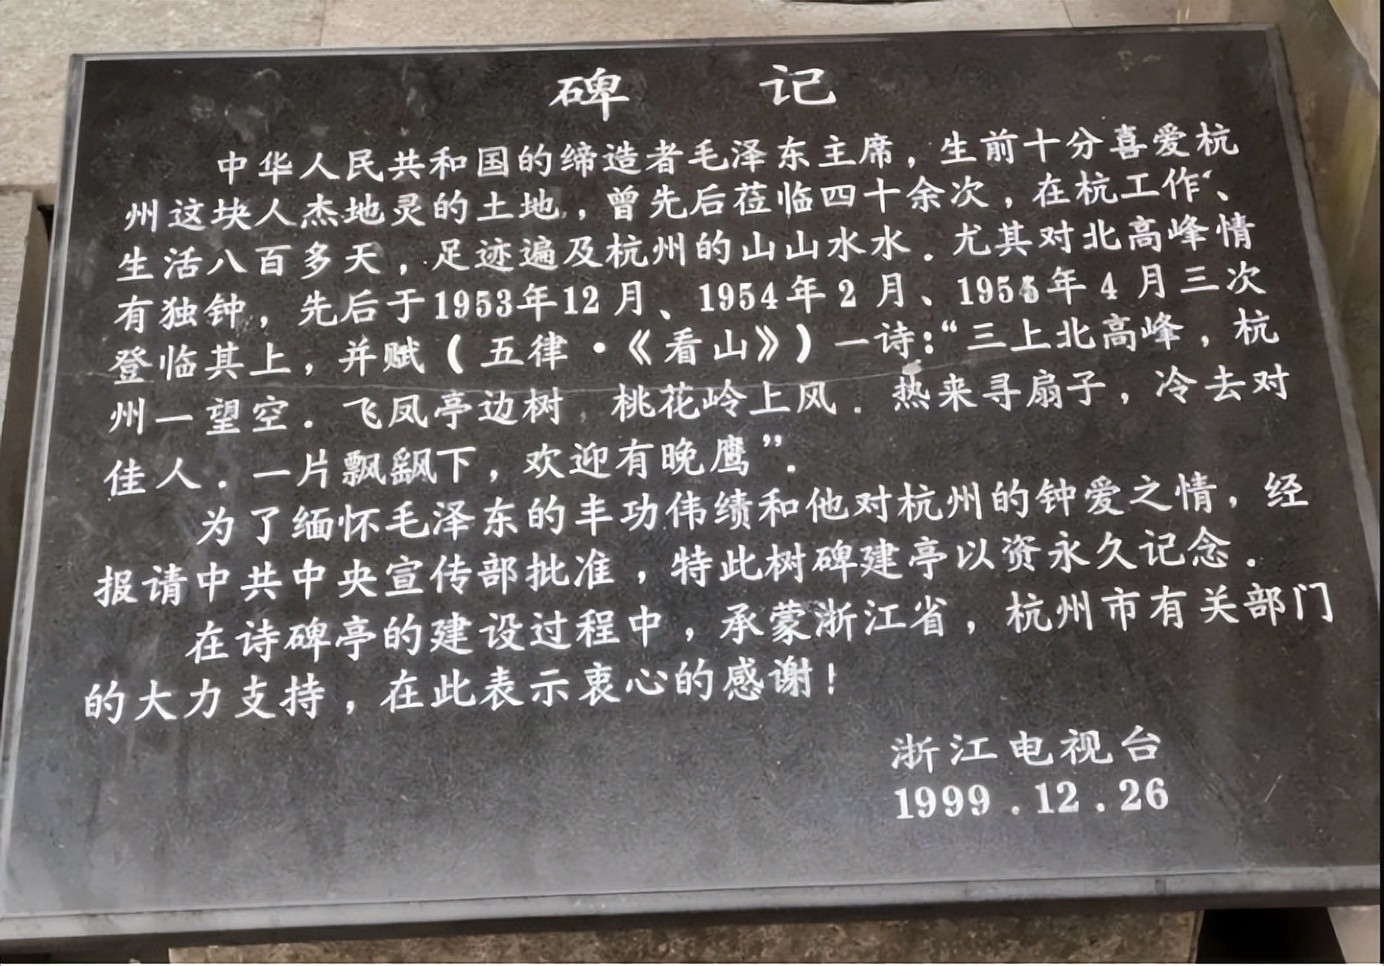 碑 记
中华人民共和国的缔造者毛泽东主席，生前十分喜爱杭
州这块人杰地灵的土地，曾先后莅临四十余次，在杭工作、
生活八百多天，足迹遍及杭州的山山水水．尤其对北高峰情
有独钟，先后于1953年12月、1954年2月、1955年4月三次
登临其上，并赋(五律·《看山》)一诗：“三上北高峰，杭
州一望空．飞凤亭边树 桃花岭上风．热来寻扇子，冷去对
佳人．一片飘飖下，欢迎有晚鹰”．
为了缅怀毛泽东的丰功伟绩和他对杭州的钟爱之情，经
报请中共中央宣传部批准，特此树碑建亭以资永久记念．
在诗碑亭的建设过程中，承蒙浙江省，杭州市有关部门
的大力支持，在此表示衷心的感谢！
浙江电视台
1999．12．26